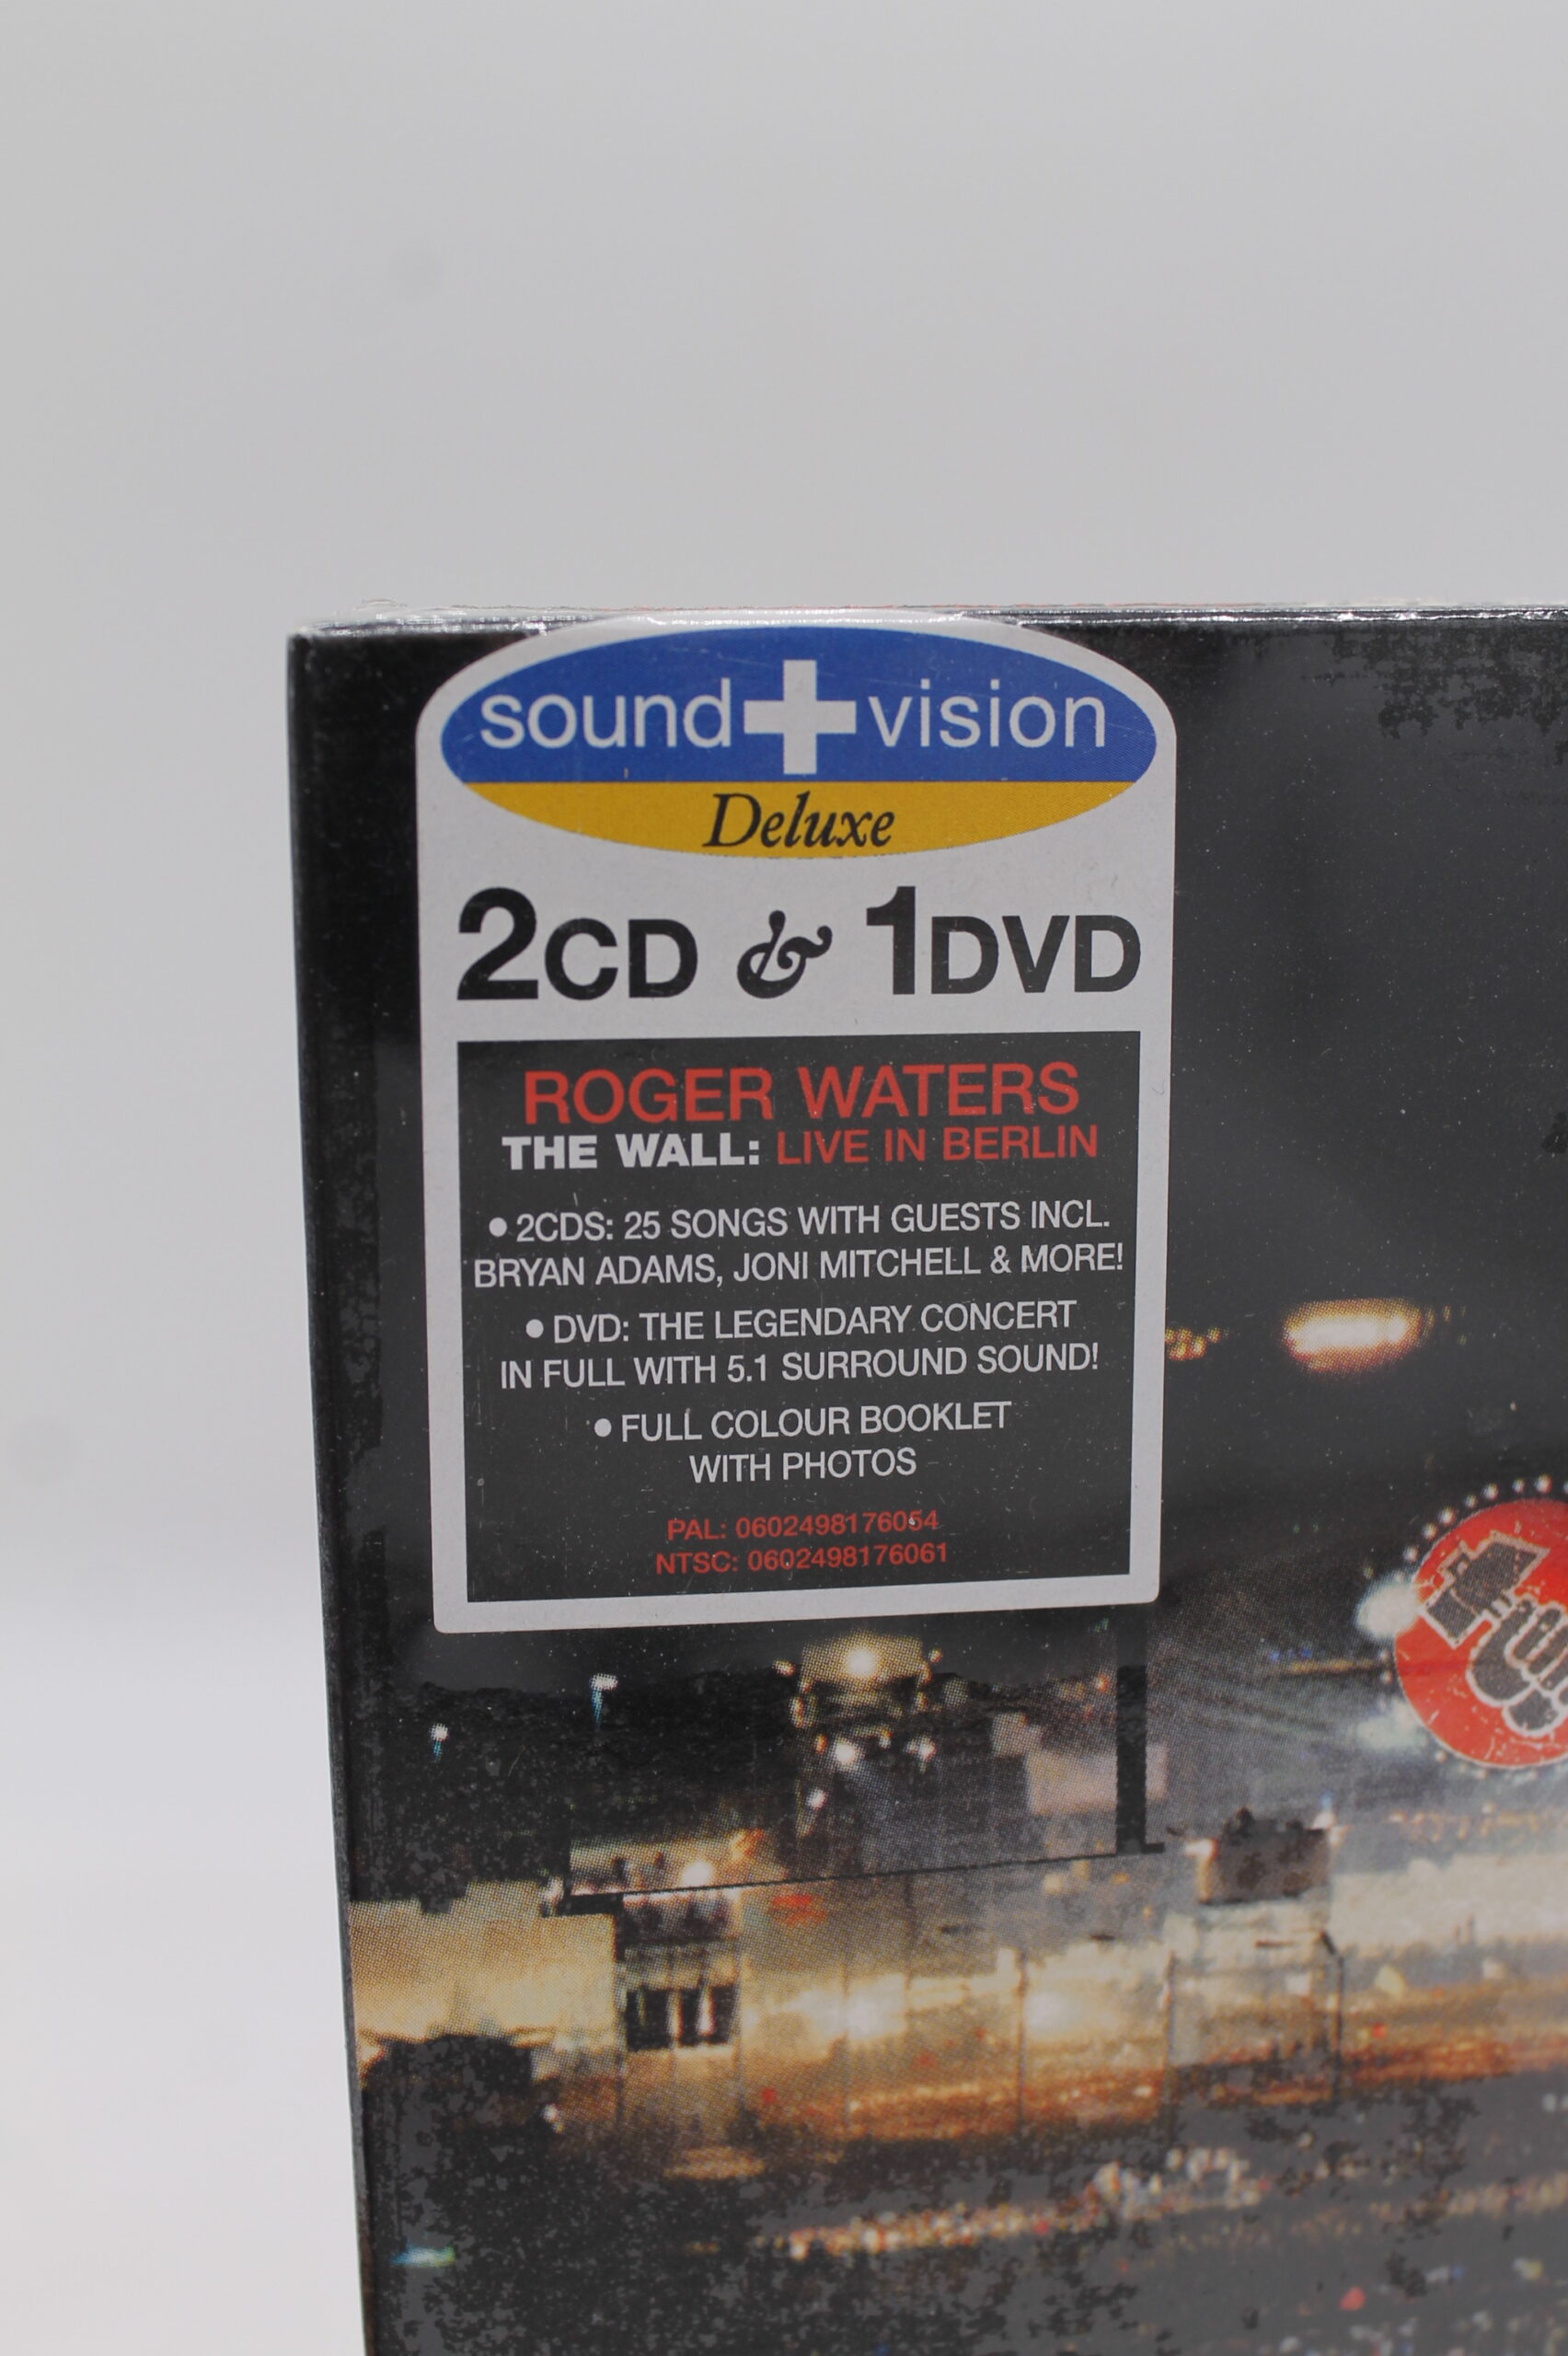 sound+vision
Deluxe
2CD & 1DVD
ROGER WATERS
THE WALL: LIVE IN BERLIN
• 2CDS: 25 SONGS WITH GUESTS INCL.
BRYAN ADAMS, JONI MITCHELL & MORE!
• DVD: THE LEGENDARY CONCERT
IN FULL WITH 5.1 SURROUND SOUND!
• FULL COLOUR BOOKLET
WITH PHOTOS
PAL: 0602498176054
NTSC: 0602498176061